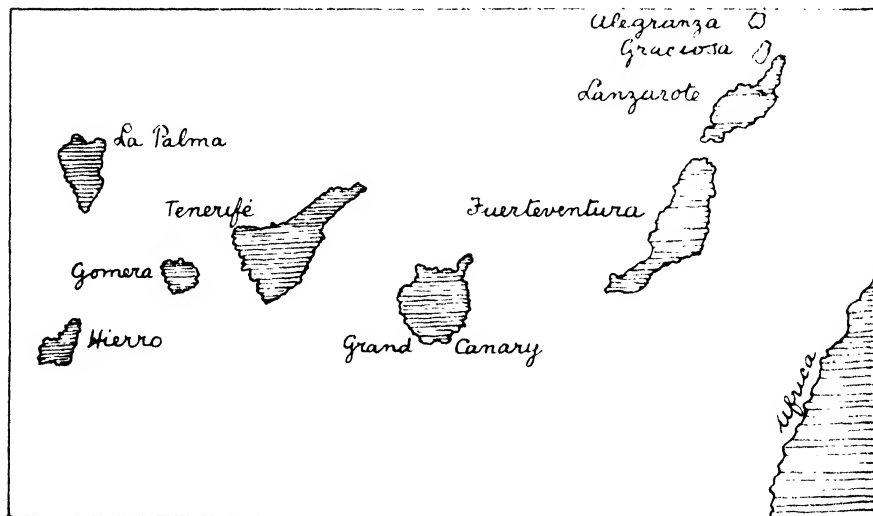 Alegranza
Graciosa
Lanzarote
La Palma
Tenerifé
Fuerteventura
Gomera
Hierro
Grand Canary
Africa